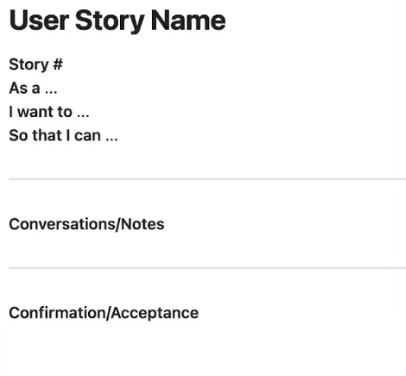 User Story Name
Story #
As a ...
I want to ...
So that I can ...
Conversations/Notes
Confirmation/Acceptance